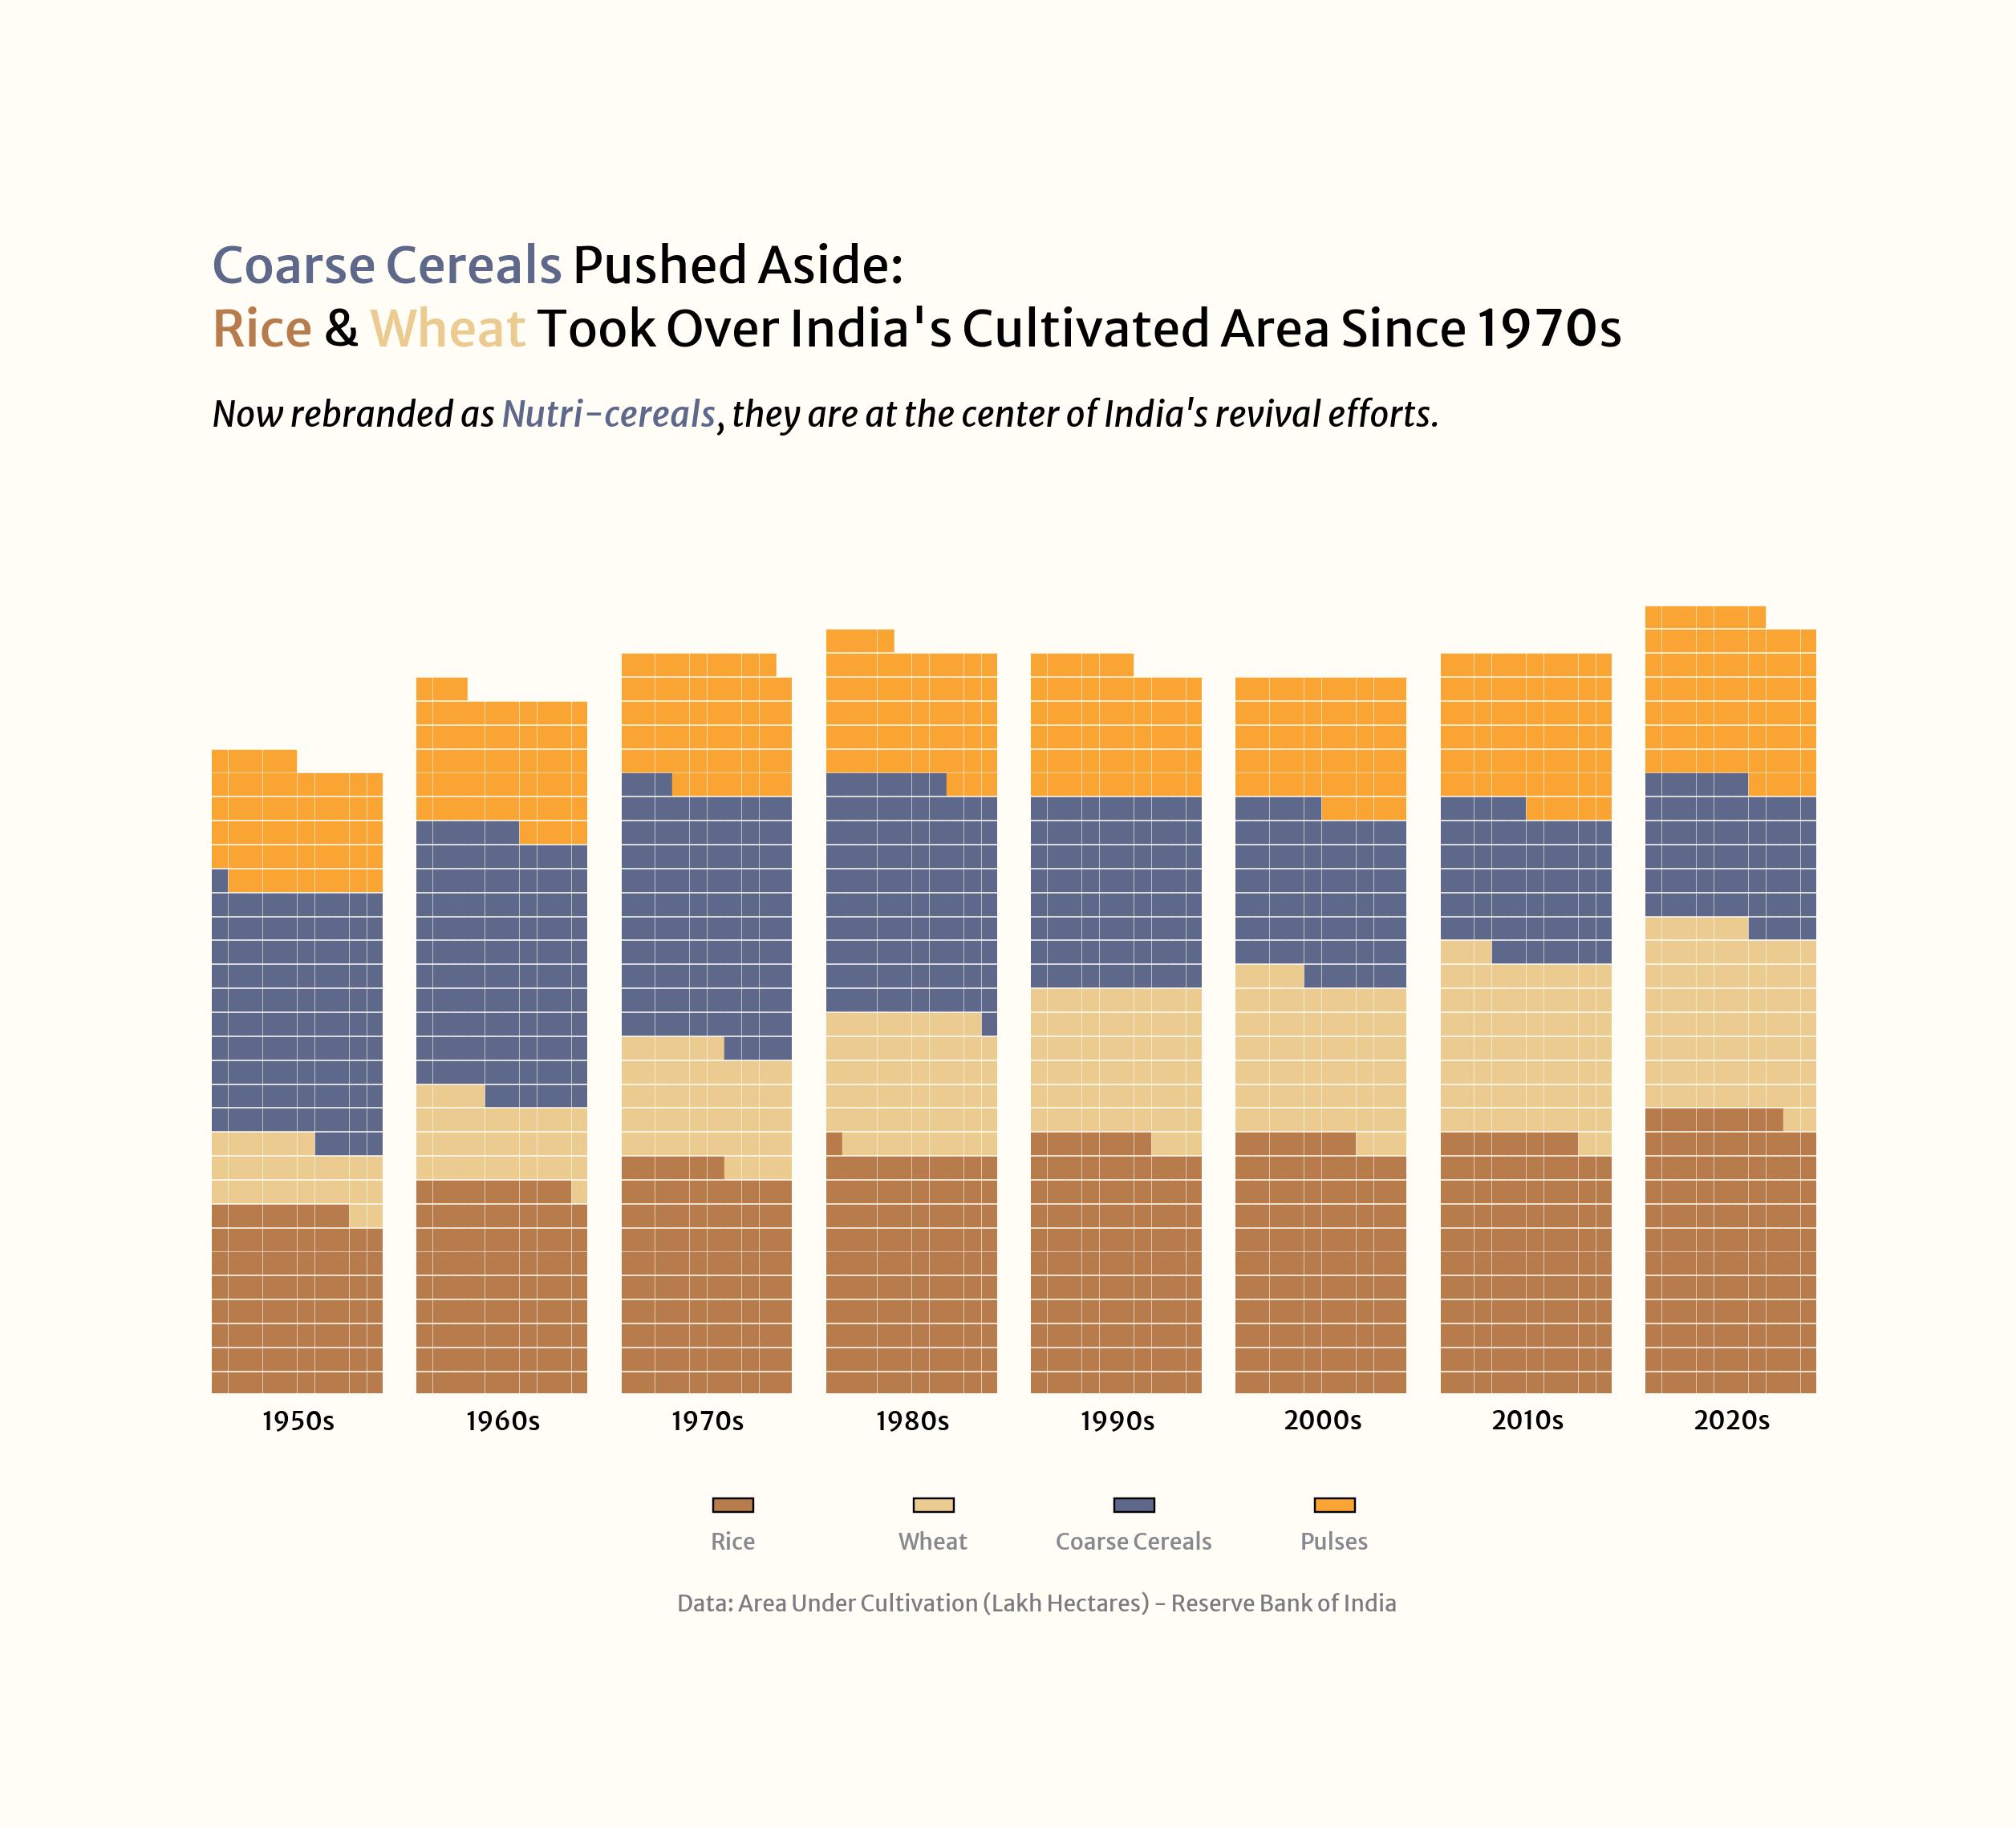 Coarse Cereals Pushed Aside:
Rice & Wheat Took Over India's Cultivated Area Since 1970s
Now rebranded as Nutri-cereals, they are at the center of India's revival efforts.
1950s 1960s 1970s 1980s 1990s 2000s 2010s 2020s
Rice Wheat Coarse Cereals Pulses
Data: Area Under Cultivation (Lakh Hectares) - Reserve Bank of India